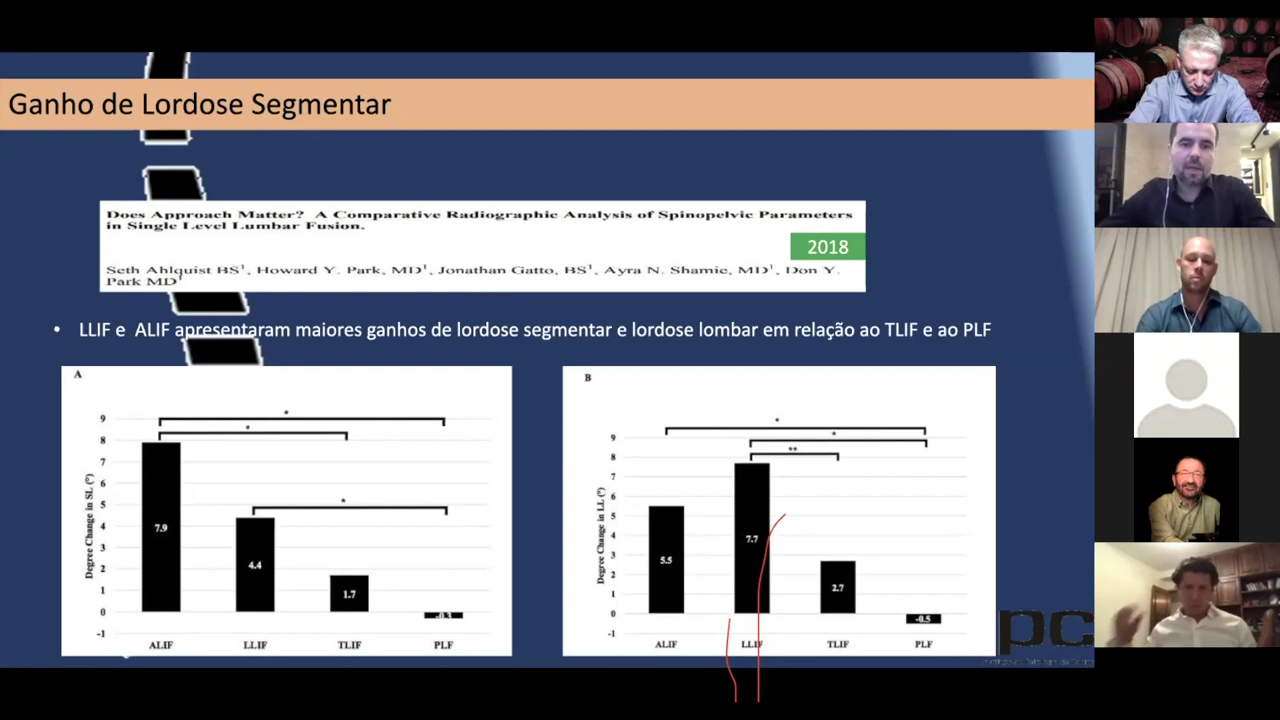 Ganho de Lordose Segmentar
Does Approach Matter? A Comparative Radiographic Analysis of Spinopelvic Parameters
in Single Level Lumbar Fusion.
2018
Seth Ahlquist BS¹, Howard Y. Park, MD¹, Jonathan Gatto, BS¹, Ayra N. Shamie, MD¹, Don Y.
Park MD¹
• LLIF e ALIF apresentaram maiores ganhos de lordose segmentar e lordose lombar em relação ao TLIF e ao PLF
A
Degree Change in SL (°)
9
8
7
6
5
4
3
2
1
0
-1
*
*
*
7.9
4.4
1.7
-0.3
ALIF
LLIF
TLIF
PLF
B
Degree Change in LL (°)
9
8
7
6
5
4
3
2
1
0
-1
*
*
**
5.5
7.7
2.7
-0.5
ALIF
LLIF
TLIF
PLF
pc